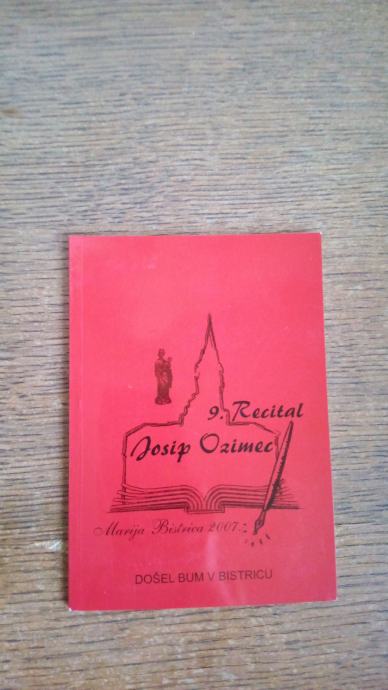 9. Recital
Josip Ozimec
Marija Bistrica 2007.
DOŠEL BUM V BISTRICU